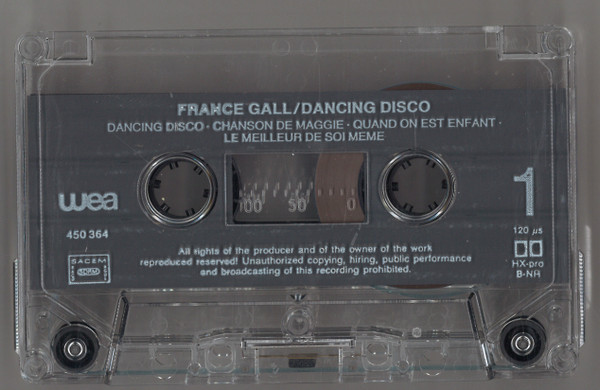 FRANCE GALL/DANCING DISCO
DANCING DISCO · CHANSON DE MAGGIE · QUAND ON EST ENFANT ·
LE MEILLEUR DE SOI MEME
wea
1
100 50 0
450 364
120 µs
SACEM
SDRM
HX-pro
B-NR
All rights of the producer and of the owner of the work
reproduced reserved! Unauthorized copying, hiring, public performance
and broadcasting of this recording prohibited.